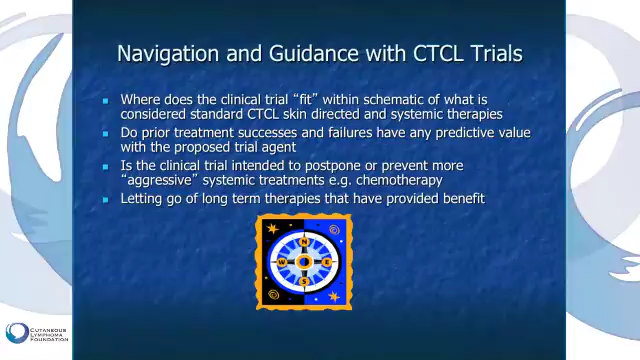 Navigation and Guidance with CTCL Trials
Where does the clinical trial “fit” within schematic of what is
considered standard CTCL skin directed and systemic therapies
Do prior treatment successes and failures have any predictive value
with the proposed trial agent
Is the clinical trial intended to postpone or prevent more
“aggressive” systemic treatments e.g. chemotherapy
Letting go of long term therapies that have provided benefit
N
W E
S
CUTANEOUS
LYMPHOMA
FOUNDATION